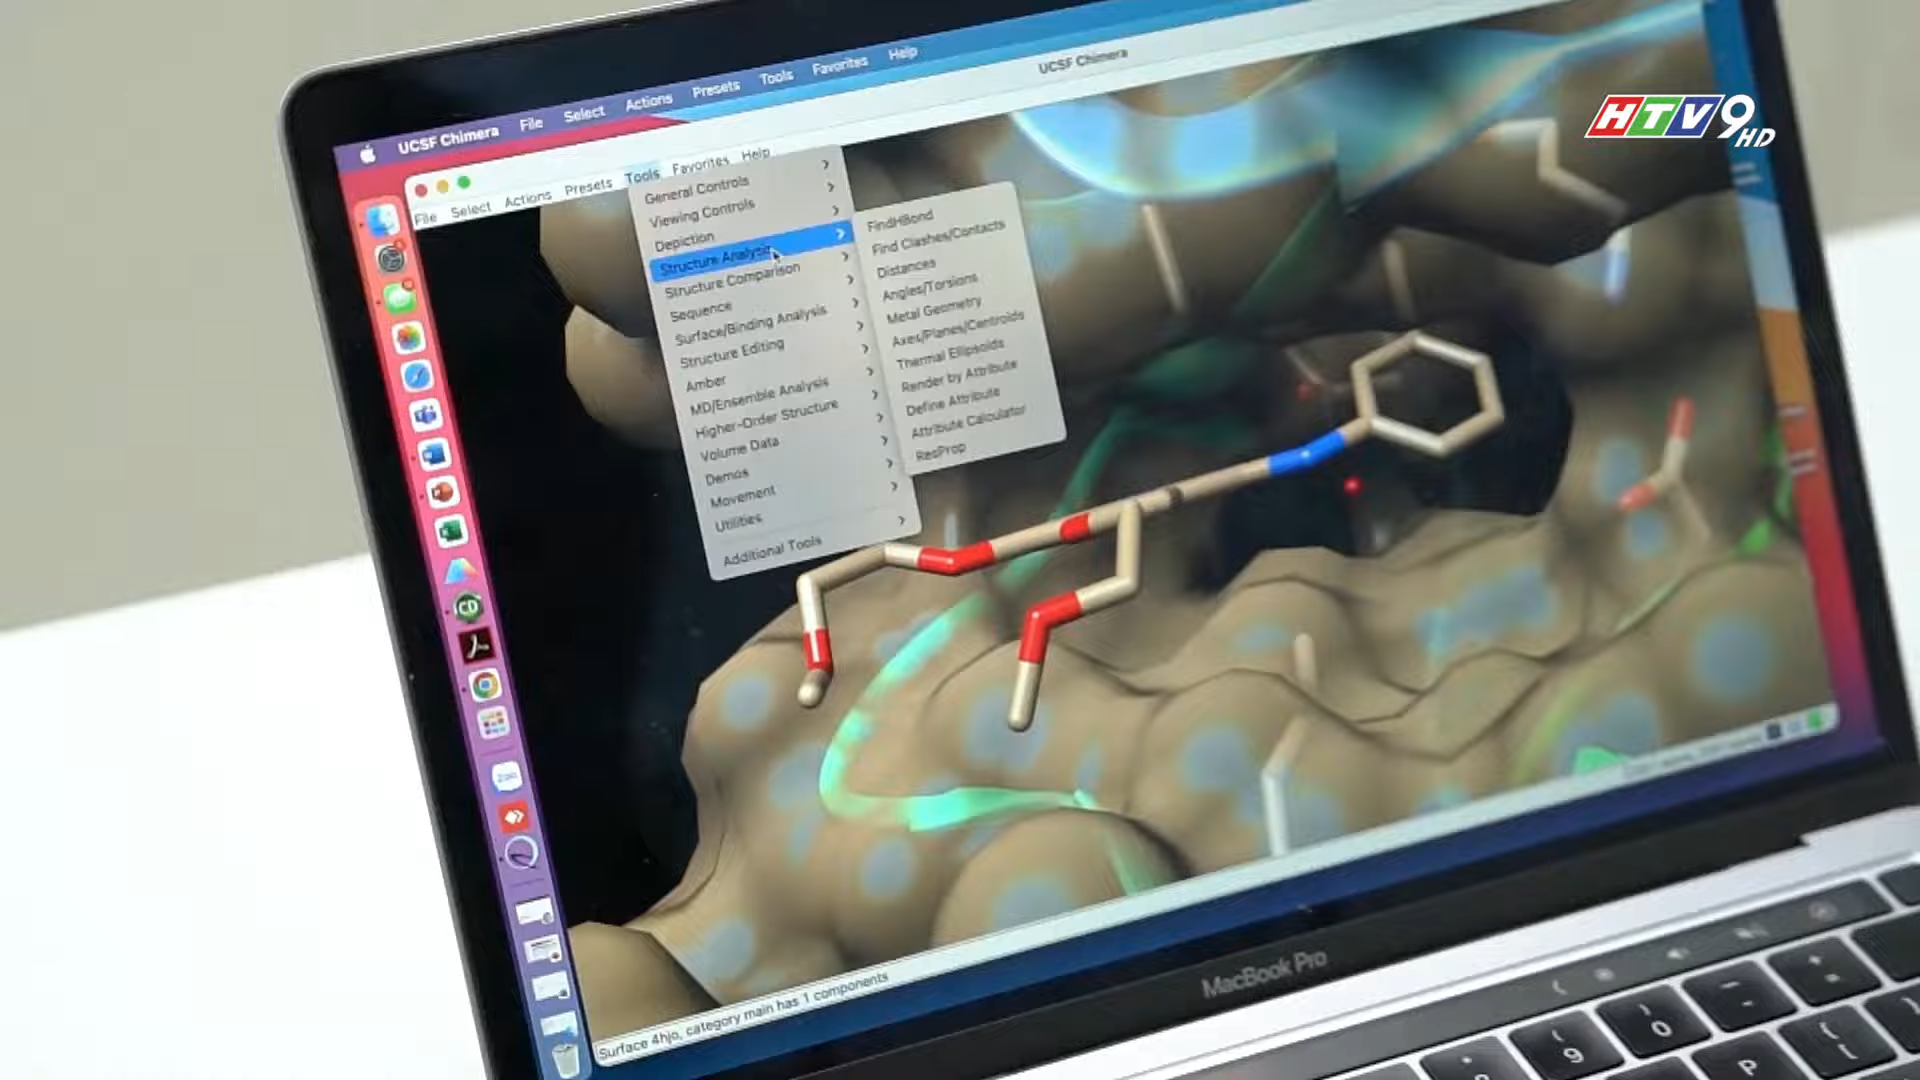 HTV9 HD
UCSF Chimera File Select Actions Presets Tools Favorites Help
UCSF Chimera
File Select Actions Presets Tools Favorites Help
General Controls
Viewing Controls
Depiction
Structure Analysis
Structure Comparison
Sequence
Surface/Binding Analysis
Structure Editing
Amber
MD/Ensemble Analysis
Higher-Order Structure
Volume Data
Demos
Movement
Utilities
Additional Tools
FindHBond
Find Clashes/Contacts
Distances
Angles/Torsions
Metal Geometry
Axes/Planes/Centroids
Thermal Ellipsoids
Render by Attribute
Define Attribute
Attribute Calculator
ResProp
CD
Zalo
Surface 4hjo, category main has 1 components
MacBook Pro
9 0 P